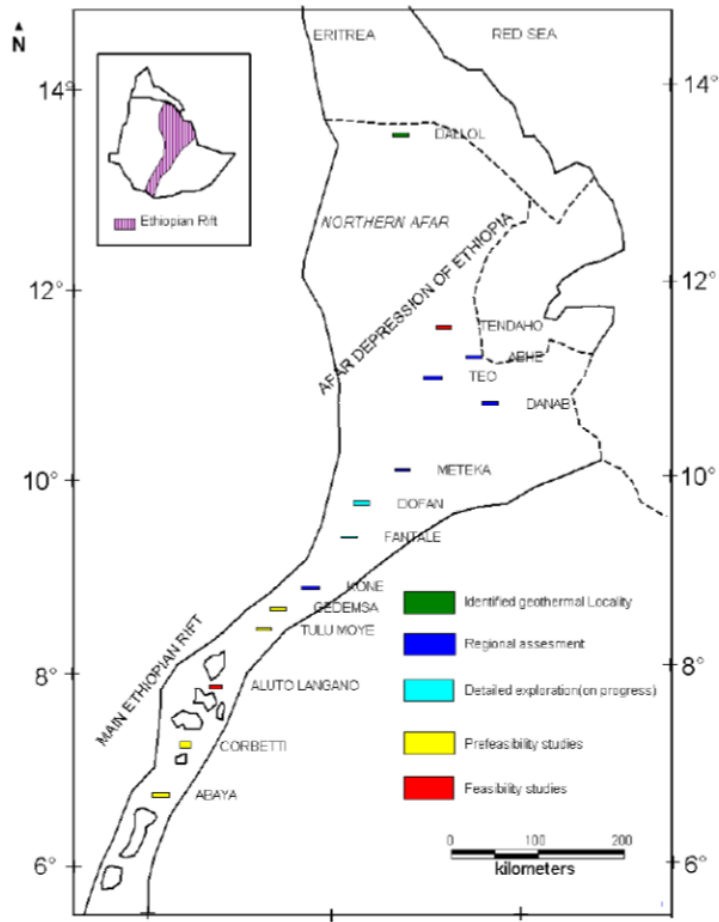 ERITREA
RED SEA
N
14°
14°
DALLOL
Ethiopian Rift
NORTHERN AFAR
AFAR DEPRESSION OF ETHIOPIA
12°
12°
TENDAHO
ABHE
TEO
DANAB
METEKA
10°
10°
DOFAN
FANTALE
KONE
Identified geothermal Locality
GEDEMSA
TULU MOYE
Regional assesment
MAIN ETHIOPIAN RIFT
8°
8°
ALUTO LANGANO
Detailed exploration(on progress)
CORBETTI
Prefeasibility studies
ABAYA
Feasibility studies
0 100 200
kilometers
6°
6°